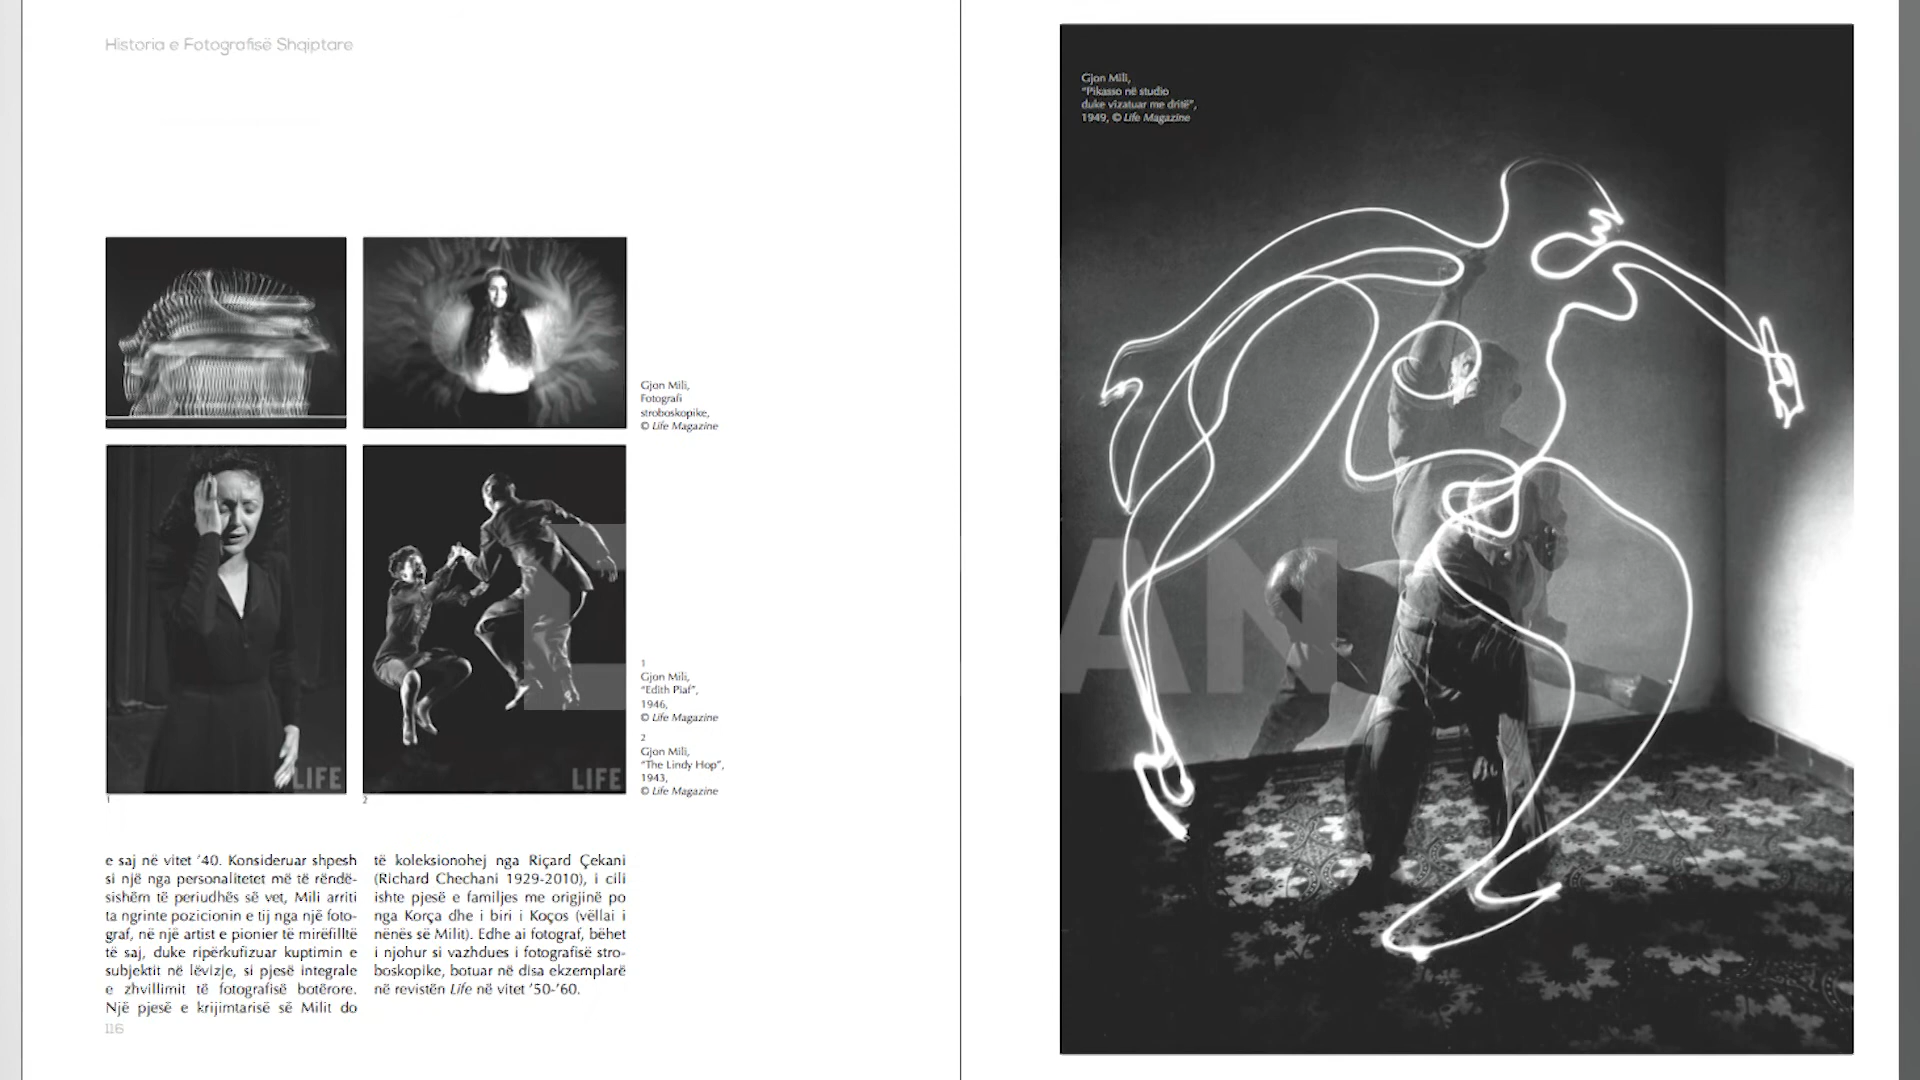 Historia e Fotografisë Shqiptare
Gjon Mili,
Fotografi
stroboskopike,
© Life Magazine
LIFE
LIFE
1
2
1
Gjon Mili,
“Edith Piaf”,
1946,
© Life Magazine
2
Gjon Mili,
“The Lindy Hop”,
1943,
© Life Magazine
e saj në vitet ’40. Konsideruar shpesh
si një nga personalitetet më të rëndë-
sishëm të periudhës së vet, Mili arriti
ta ngrinte pozicionin e tij nga një foto-
graf, në një artist e pionier të mirëfilltë
të saj, duke ripërkufizuar kuptimin e
subjektit në lëvizje, si pjesë integrale
e zhvillimit të fotografisë botërore.
Një pjesë e krijimtarisë së Milit do
të koleksionohej nga Riçard Çekani
(Richard Chechani 1929-2010), i cili
ishte pjesë e familjes me origjinë po
nga Korça dhe i biri i Koços (vëllai i
nënës së Milit). Edhe ai fotograf, bëhet
i njohur si vazhdues i fotografisë stro-
boskopike, botuar në disa ekzemplarë
në revistën Life në vitet ’50-’60.
116
Gjon Mili,
“Pikasso në studio
duke vizatuar me dritë”,
1949, © Life Magazine
AN